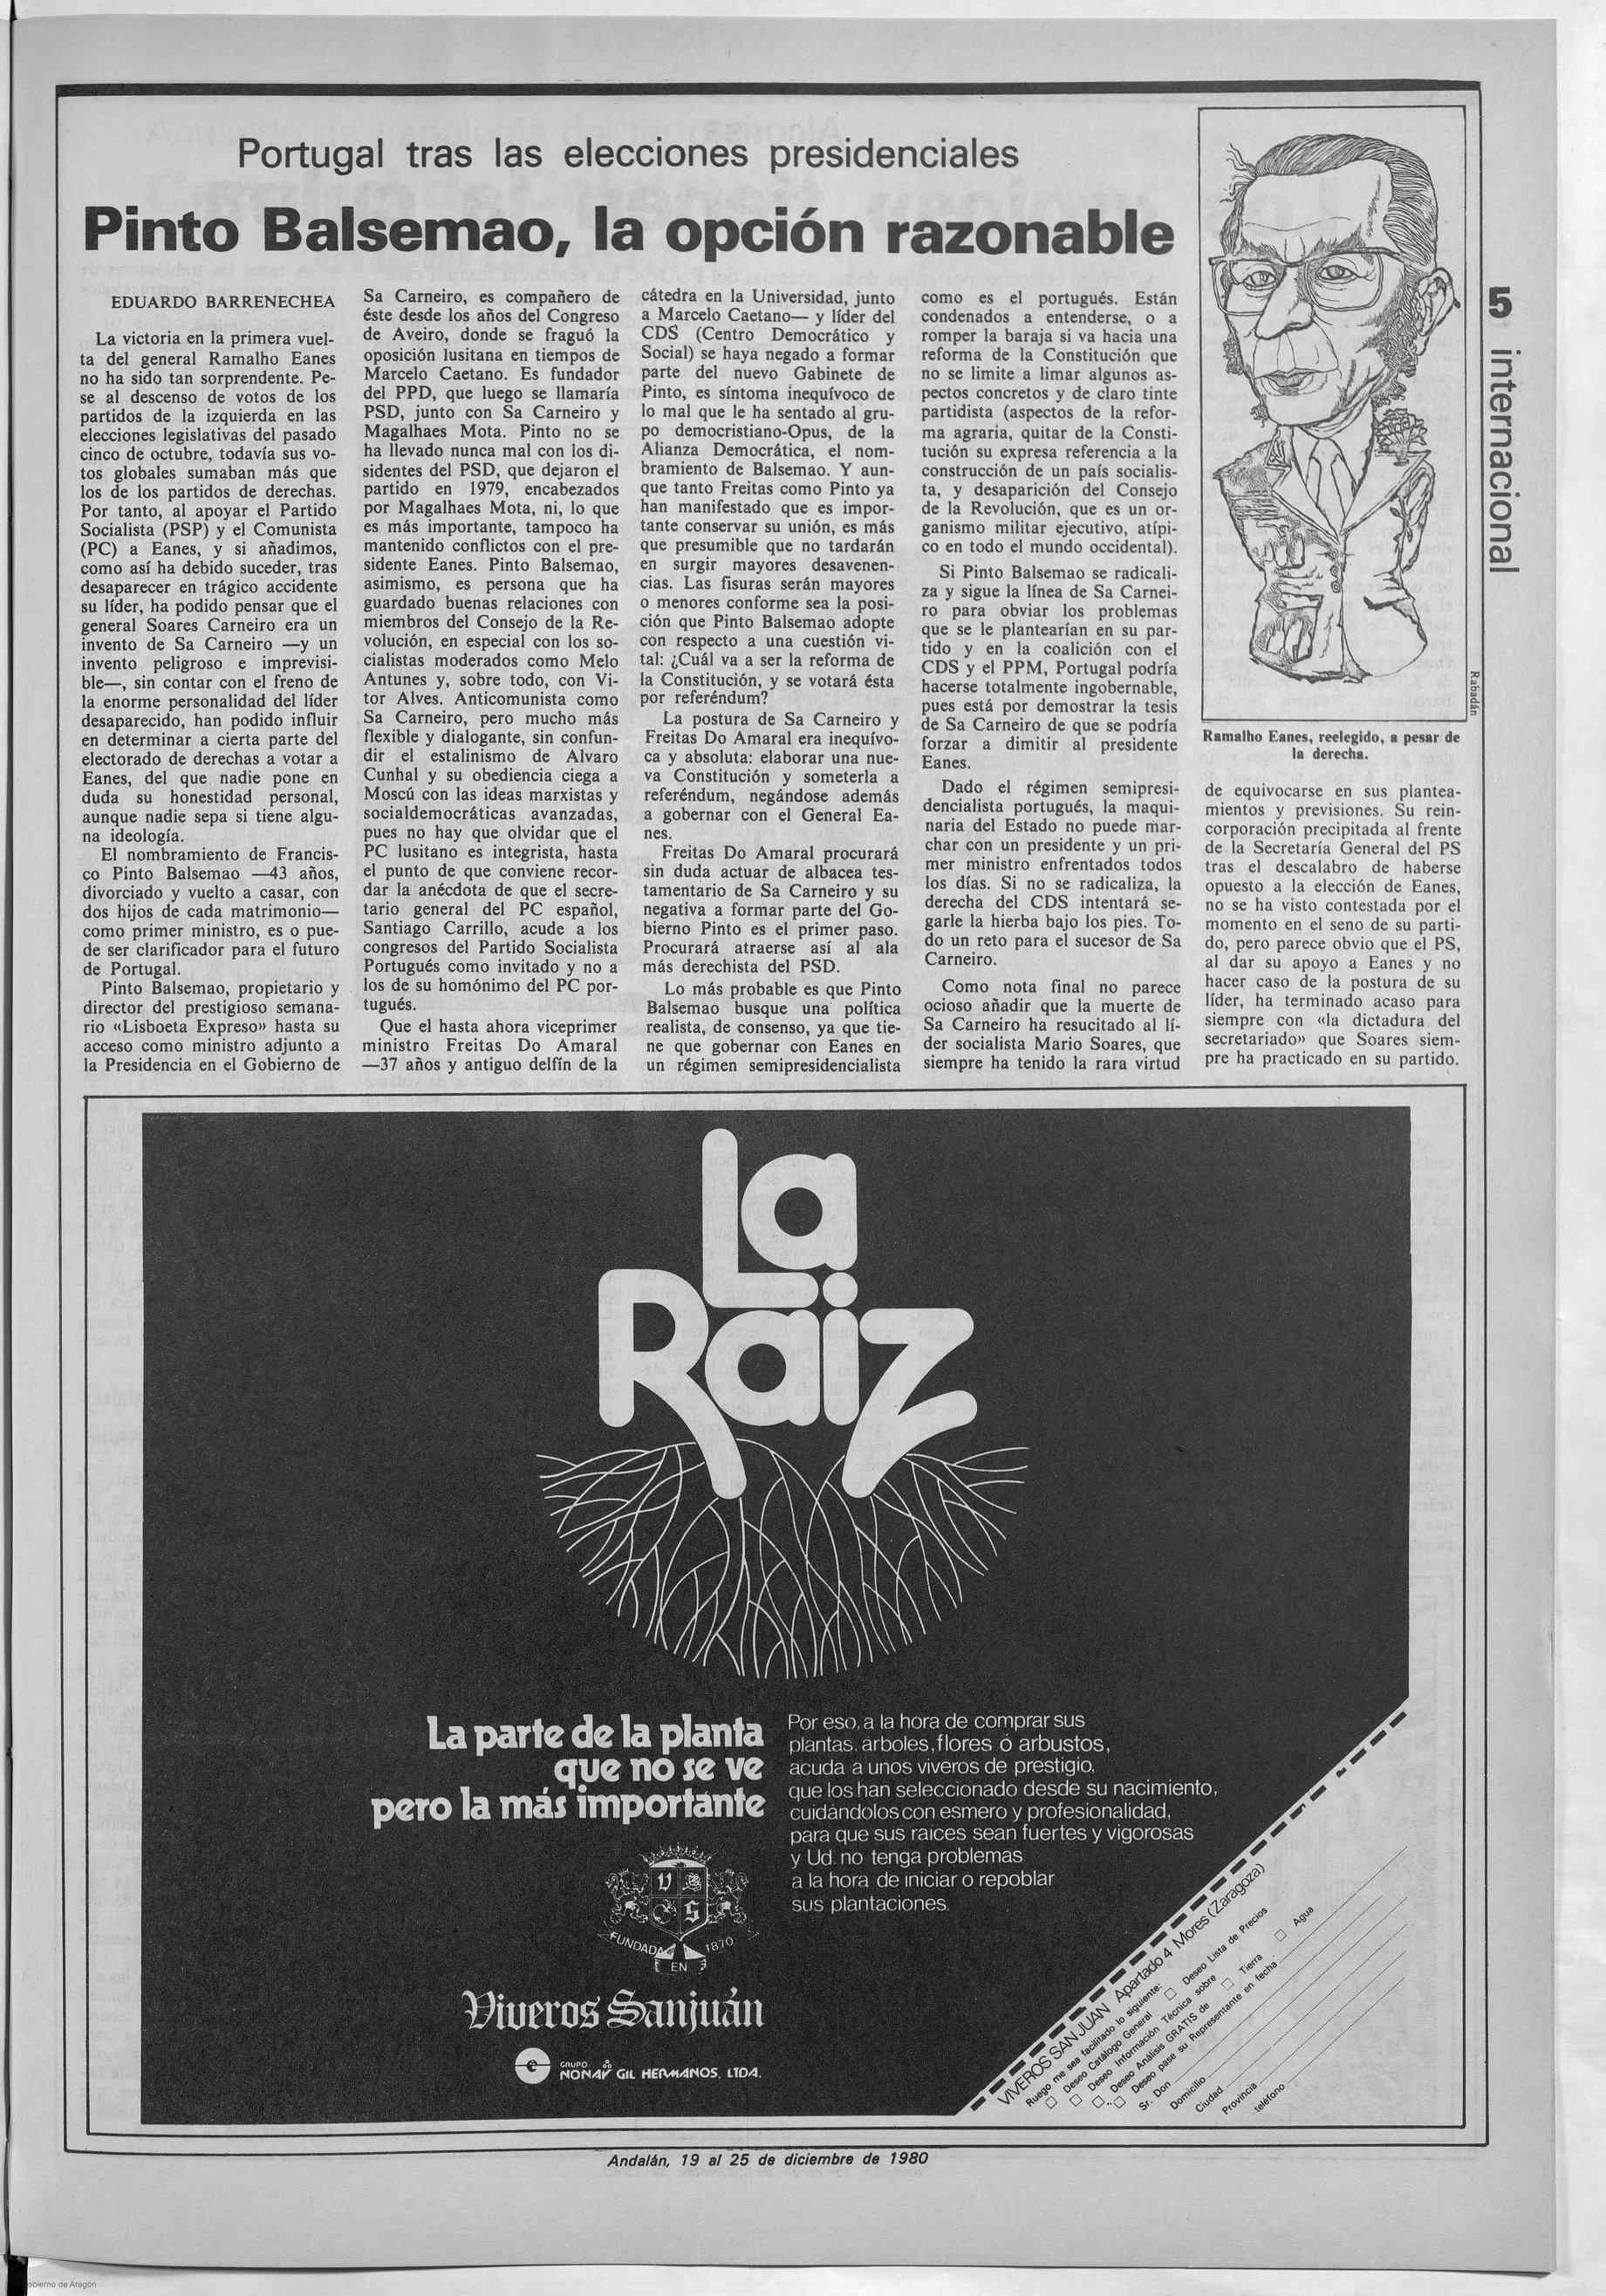 Portugal tras las elecciones presidenciales
Pinto Balsemao, la opción razonable
EDUARDO BARRENECHEA
La victoria en la primera vuel-
ta del general Ramalho Eanes
no ha sido tan sorprendente. Pe-
se al descenso de votos de los
partidos de la izquierda en las
elecciones legislativas del pasado
cinco de octubre, todavía sus vo-
tos globales sumaban más que
los de los partidos de derechas.
Por tanto, al apoyar el Partido
Socialista (PSP) y el Comunista
(PC) a Eanes, y si añadimos,
como así ha debido suceder, tras
desaparecer en trágico accidente
su líder, ha podido pensar que el
general Soares Carneiro era un
invento de Sa Carneiro —y un
invento peligroso e imprevisi-
ble—, sin contar con el freno de
la enorme personalidad del líder
desaparecido, han podido influir
en determinar a cierta parte del
electorado de derechas a votar a
Eanes, del que nadie pone en
duda su honestidad personal,
aunque nadie sepa si tiene algu-
na ideología.
El nombramiento de Francis-
co Pinto Balsemao —43 años,
divorciado y vuelto a casar, con
dos hijos de cada matrimonio—
como primer ministro, es o pue-
de ser clarificador para el futuro
de Portugal.
Pinto Balsemao, propietario y
director del prestigioso semana-
rio «Lisboeta Expreso» hasta su
acceso como ministro adjunto a
la Presidencia en el Gobierno de
Sa Carneiro, es compañero de
éste desde los años del Congreso
de Aveiro, donde se fraguó la
oposición lusitana en tiempos de
Marcelo Caetano. Es fundador
del PPD, que luego se llamaría
PSD, junto con Sa Carneiro y
Magalhaes Mota. Pinto no se
ha llevado nunca mal con los di-
sidentes del PSD, que dejaron el
partido en 1979, encabezados
por Magalhaes Mota, ni, lo que
es más importante, tampoco ha
mantenido conflictos con el pre-
sidente Eanes. Pinto Balsemao,
asimismo, es persona que ha
guardado buenas relaciones con
miembros del Consejo de la Re-
volución, en especial con los so-
cialistas moderados como Melo
Antunes y, sobre todo, con Vi-
tor Alves. Anticomunista como
Sa Carneiro, pero mucho más
flexible y dialogante, sin confun-
dir el estalinismo de Alvaro
Cunhal y su obediencia ciega a
Moscú con las ideas marxistas y
socialdemocráticas avanzadas,
pues no hay que olvidar que el
PC lusitano es integrista, hasta
el punto de que conviene recor-
dar la anécdota de que el secre-
tario general del PC español,
Santiago Carrillo, acude a los
congresos del Partido Socialista
Portugués como invitado y no a
los de su homónimo del PC por-
tugués.
Que el hasta ahora viceprimer
ministro Freitas Do Amaral
—37 años y antiguo delfín de la
cátedra en la Universidad, junto
a Marcelo Caetano— y líder del
CDS (Centro Democrático y
Social) se haya negado a formar
parte del nuevo Gabinete de
Pinto, es síntoma inequívoco de
lo mal que le ha sentado al gru-
po democristiano-Opus, de la
Alianza Democrática, el nom-
bramiento de Balsemao. Y aun-
que tanto Freitas como Pinto ya
han manifestado que es impor-
tante conservar su unión, es más
que presumible que no tardarán
en surgir mayores desavenen-
cias. Las fisuras serán mayores
o menores conforme sea la posi-
ción que Pinto Balsemao adopte
con respecto a una cuestión vi-
tal: ¿Cuál va a ser la reforma de
la Constitución, y se votará ésta
por referéndum?
La postura de Sa Carneiro y
Freitas Do Amaral era inequívo-
ca y absoluta: elaborar una nue-
va Constitución y someterla a
referéndum, negándose además
a gobernar con el General Ea-
nes.
Freitas Do Amaral procurará
sin duda actuar de albacea tes-
tamentario de Sa Carneiro y su
negativa a formar parte del Go-
bierno Pinto es el primer paso.
Procurará atraerse así al ala
más derechista del PSD.
Lo más probable es que Pinto
Balsemao busque una política
realista, de consenso, ya que tie-
ne que gobernar con Eanes en
un régimen semipresidencialista
como es el portugués. Están
condenados a entenderse, o a
romper la baraja si va hacia una
reforma de la Constitución que
no se limite a limar algunos as-
pectos concretos y de claro tinte
partidista (aspectos de la refor-
ma agraria, quitar de la Consti-
tución su expresa referencia a la
construcción de un país socialis-
ta, y desaparición del Consejo
de la Revolución, que es un or-
ganismo militar ejecutivo, atípi-
co en todo el mundo occidental).
Si Pinto Balsemao se radicali-
za y sigue la línea de Sa Carnei-
ro para obviar los problemas
que se le plantearían en su par-
tido y en la coalición con el
CDS y el PPM, Portugal podría
hacerse totalmente ingobernable,
pues está por demostrar la tesis
de Sa Carneiro de que se podría
forzar a dimitir al presidente
Eanes.
Dado el régimen semipresi-
dencialista portugués, la maqui-
naria del Estado no puede mar-
char con un presidente y un pri-
mer ministro enfrentados todos
los días. Si no se radicaliza, la
derecha del CDS intentará se-
garle la hierba bajo los pies. To-
do un reto para el sucesor de Sa
Carneiro.
Como nota final no parece
ocioso añadir que la muerte de
Sa Carneiro ha resucitado al lí-
der socialista Mario Soares, que
siempre ha tenido la rara virtud
Rabadán
Ramalho Eanes, reelegido, a pesar de
la derecha.
de equivocarse en sus plantea-
mientos y previsiones. Su rein-
corporación precipitada al frente
de la Secretaría General del PS
tras el descalabro de haberse
opuesto a la elección de Eanes,
no se ha visto contestada por el
momento en el seno de su parti-
do, pero parece obvio que el PS,
al dar su apoyo a Eanes y no
hacer caso de la postura de su
líder, ha terminado acaso para
siempre con «la dictadura del
secretariado» que Soares siem-
pre ha practicado en su partido.
5 internacional
La
Raiz
La parte de la planta
que no se ve
pero la más importante
Por eso, a la hora de comprar sus
plantas, árboles, flores ó arbustos,
acuda a unos viveros de prestigio,
que los han seleccionado desde su nacimiento,
cuidándolos con esmero y profesionalidad,
para que sus raices sean fuertes y vigorosas
y Ud. no tenga problemas
a la hora de iniciar o repoblar
sus plantaciones.
V S
FUNDADA EN 1870
Viveros Sanjuán
e GRUPO
NONAY GIL HERMANOS, LTDA.
VIVEROS SAN JUAN Apartado 4 Mores (Zaragoza)
Ruego me sea facilitado lo siguiente:
Deseo Catálogo General Deseo Lista de Precios
Deseo Información Técnica sobre
Deseo Análisis GRATIS de Tierra Agua
Deseo pase su Representante en fecha
Sr. Don
Domicilio
Ciudad
Provincia
teléfono
Andalán, 19 al 25 de diciembre de 1980
obierno de Aragón